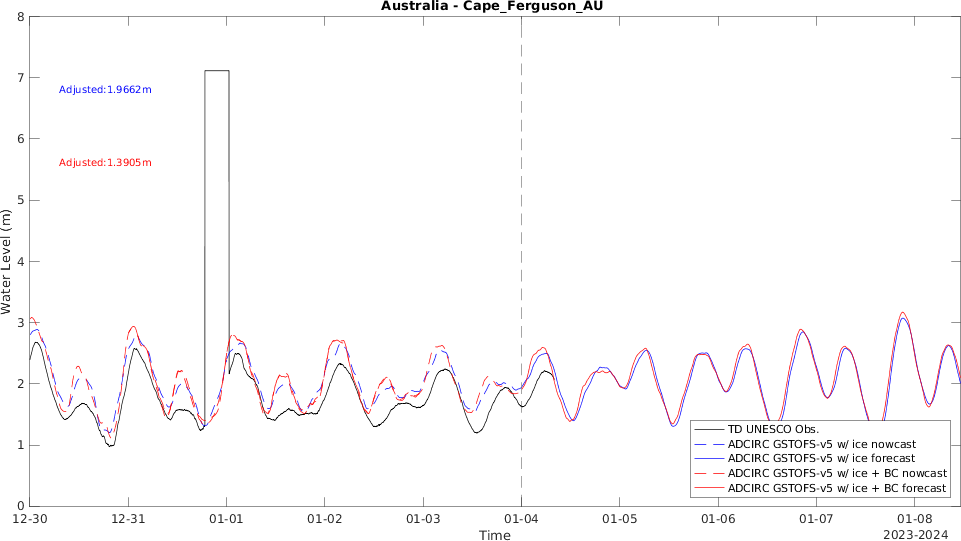 Australia - Cape_Ferguson_AU
8
7
6
5
4
3
2
1
0
Water Level (m)
Adjusted:1.9662m
Adjusted:1.3905m
TD UNESCO Obs.
ADCIRC GSTOFS-v5 w/ ice nowcast
ADCIRC GSTOFS-v5 w/ ice forecast
ADCIRC GSTOFS-v5 w/ ice + BC nowcast
ADCIRC GSTOFS-v5 w/ ice + BC forecast
12-30 12-31 01-01 01-02 01-03 01-04 01-05 01-06 01-07 01-08
Time
2023-2024